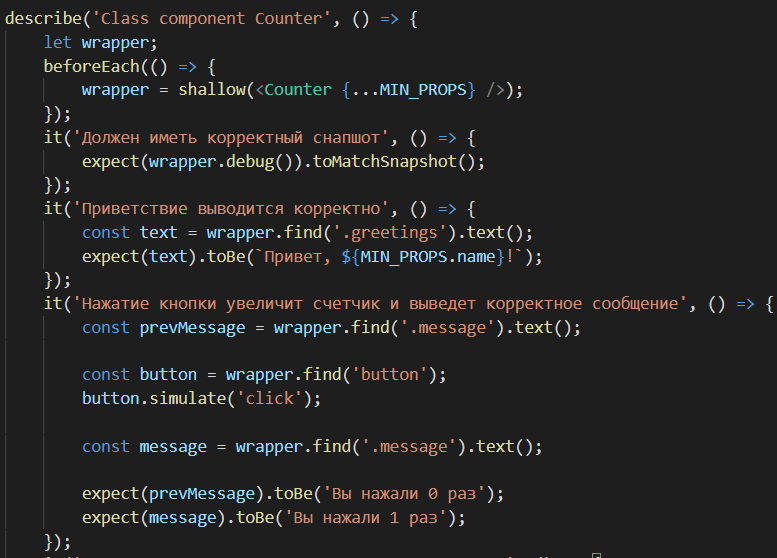 describe('Class component Counter', () => {
    let wrapper;
    beforeEach(() => {
        wrapper = shallow(<Counter {...MIN_PROPS} />);
    });
    it('Должен иметь корректный снапшот', () => {
        expect(wrapper.debug()).toMatchSnapshot();
    });
    it('Приветствие выводится корректно', () => {
        const text = wrapper.find('.greetings').text();
        expect(text).toBe(`Привет, ${MIN_PROPS.name}!`);
    });
    it('Нажатие кнопки увеличит счетчик и выведет корректное сообщение', () => {
        const prevMessage = wrapper.find('.message').text();

        const button = wrapper.find('button');
        button.simulate('click');

        const message = wrapper.find('.message').text();

        expect(prevMessage).toBe('Вы нажали 0 раз');
        expect(message).toBe('Вы нажали 1 раз');
    });